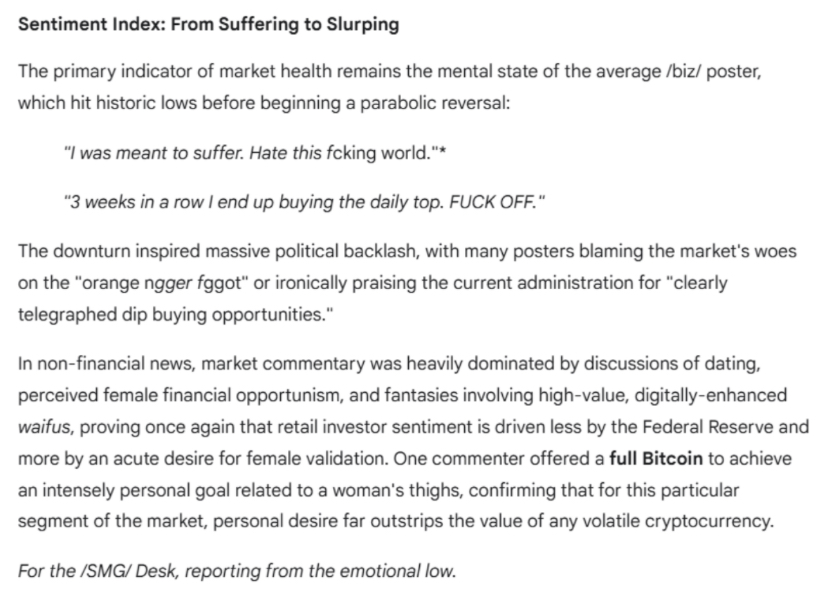 Sentiment Index: From Suffering to Slurping
The primary indicator of market health remains the mental state of the average /biz/ poster,
which hit historic lows before beginning a parabolic reversal:
"I was meant to suffer. Hate this fcking world."*
"3 weeks in a row I end up buying the daily top. FUCK OFF."
The downturn inspired massive political backlash, with many posters blaming the market's woes
on the "orange ngger fggot" or ironically praising the current administration for "clearly
telegraphed dip buying opportunities."
In non-financial news, market commentary was heavily dominated by discussions of dating,
perceived female financial opportunism, and fantasies involving high-value, digitally-enhanced
waifus, proving once again that retail investor sentiment is driven less by the Federal Reserve and
more by an acute desire for female validation. One commenter offered a full Bitcoin to achieve
an intensely personal goal related to a woman's thighs, confirming that for this particular
segment of the market, personal desire far outstrips the value of any volatile cryptocurrency.
For the /SMG/ Desk, reporting from the emotional low.